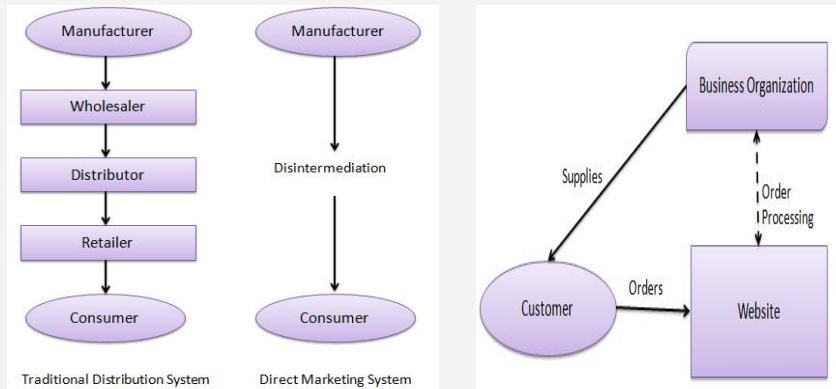 Manufacturer
Wholesaler
Distributor
Retailer
Consumer
Traditional Distribution System
Manufacturer
Disintermediation
Consumer
Direct Marketing System
Business Organization
Supplies
Order
Processing
Customer
Orders
Website